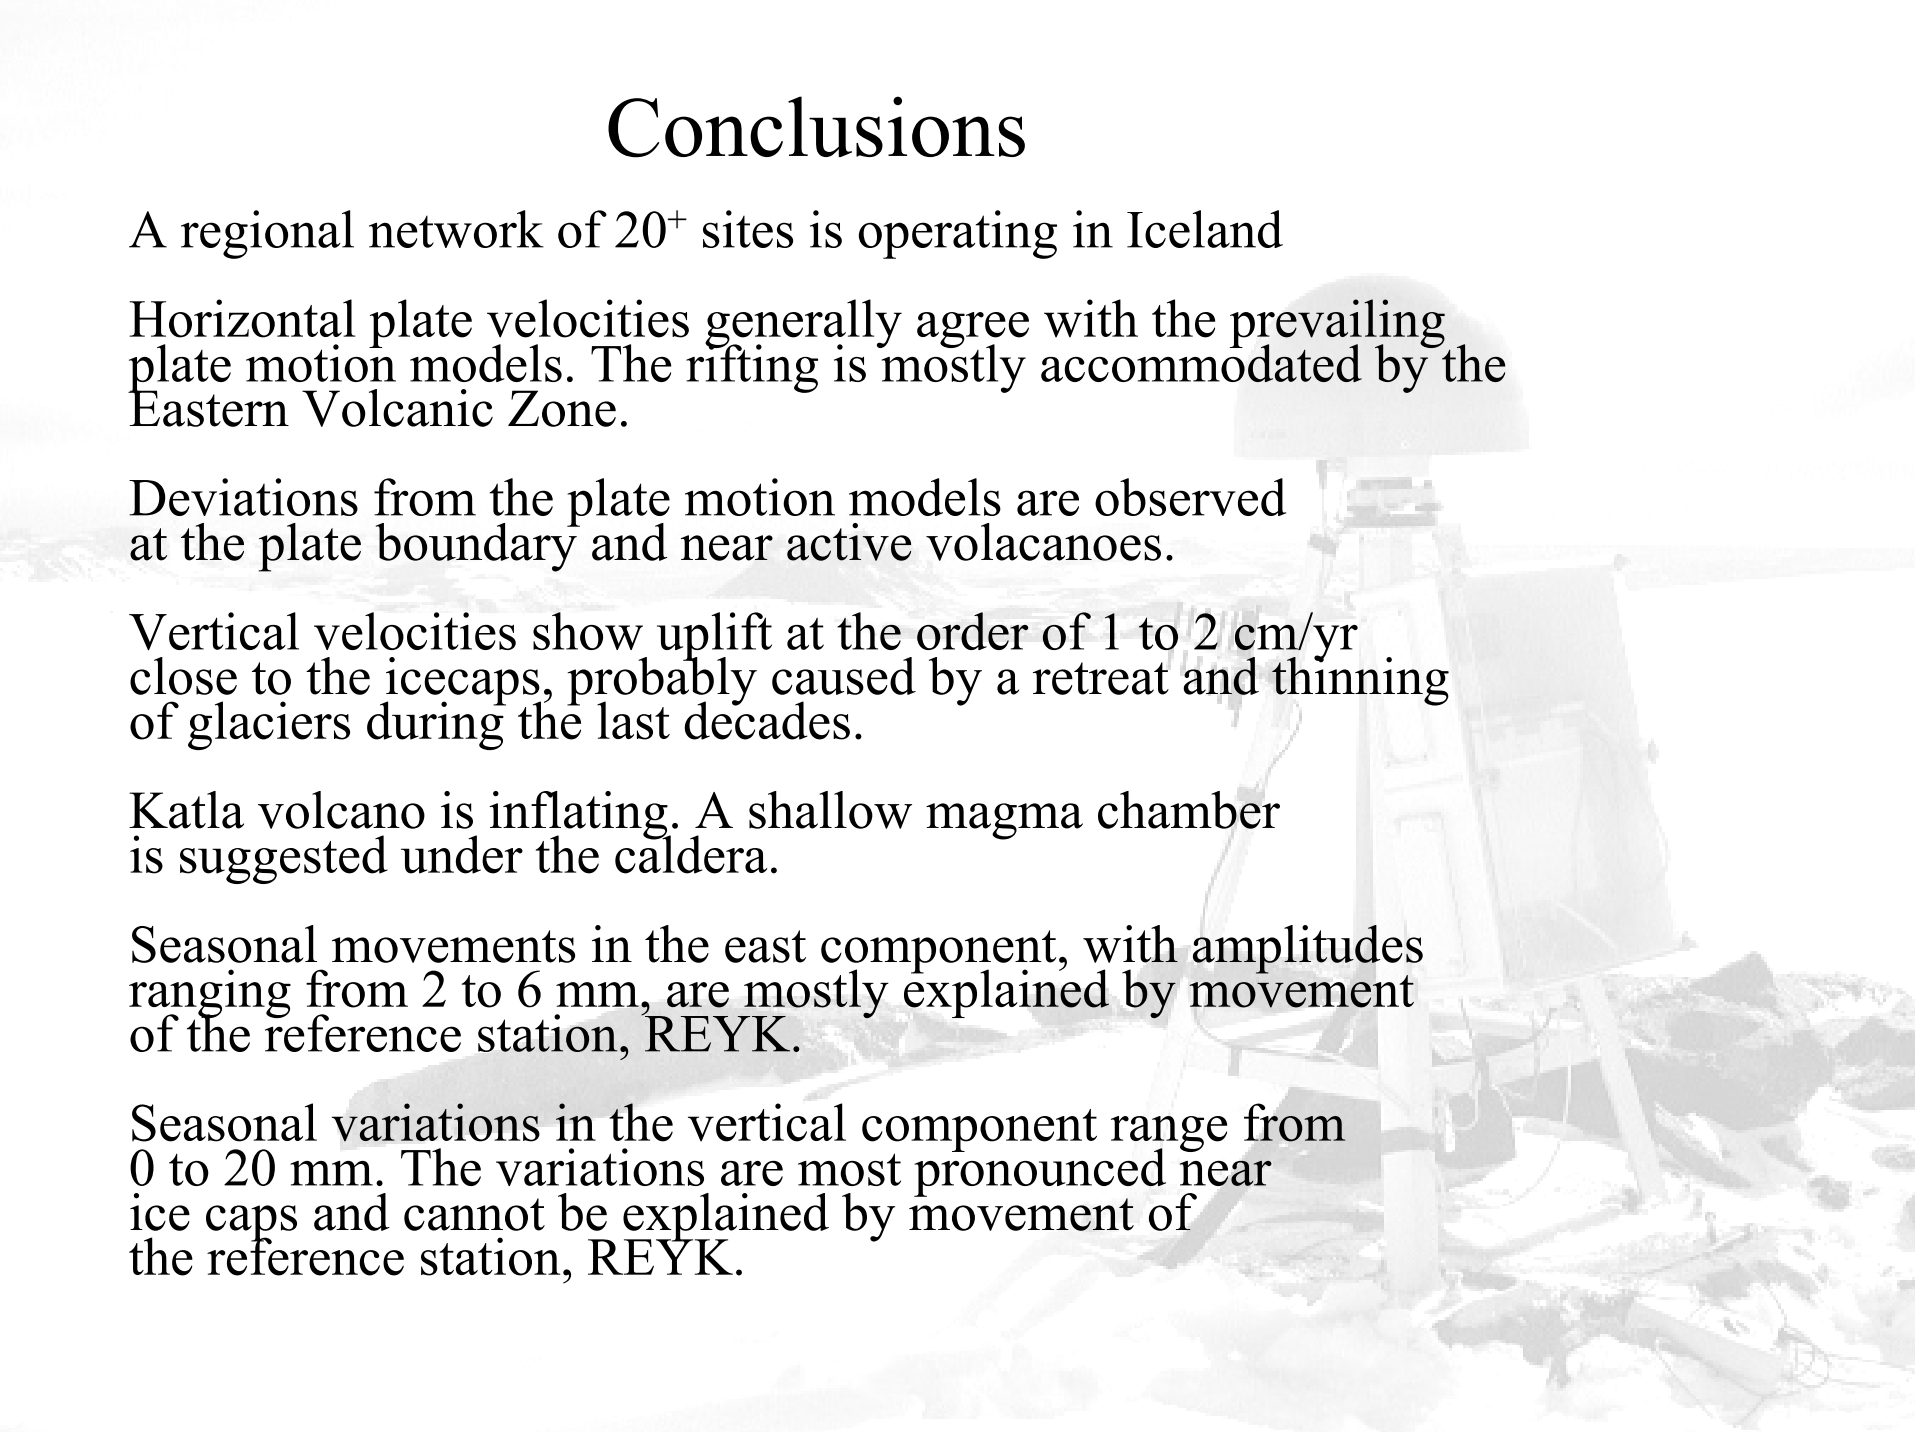 Conclusions
A regional network of 20+ sites is operating in Iceland
Horizontal plate velocities generally agree with the prevailing
plate motion models. The rifting is mostly accommodated by the
Eastern Volcanic Zone.
Deviations from the plate motion models are observed
at the plate boundary and near active volacanoes.
Vertical velocities show uplift at the order of 1 to 2 cm/yr
close to the icecaps, probably caused by a retreat and thinning
of glaciers during the last decades.
Katla volcano is inflating. A shallow magma chamber
is suggested under the caldera.
Seasonal movements in the east component, with amplitudes
ranging from 2 to 6 mm, are mostly explained by movement
of the reference station, REYK.
Seasonal variations in the vertical component range from
0 to 20 mm. The variations are most pronounced near
ice caps and cannot be explained by movement of
the reference station, REYK.